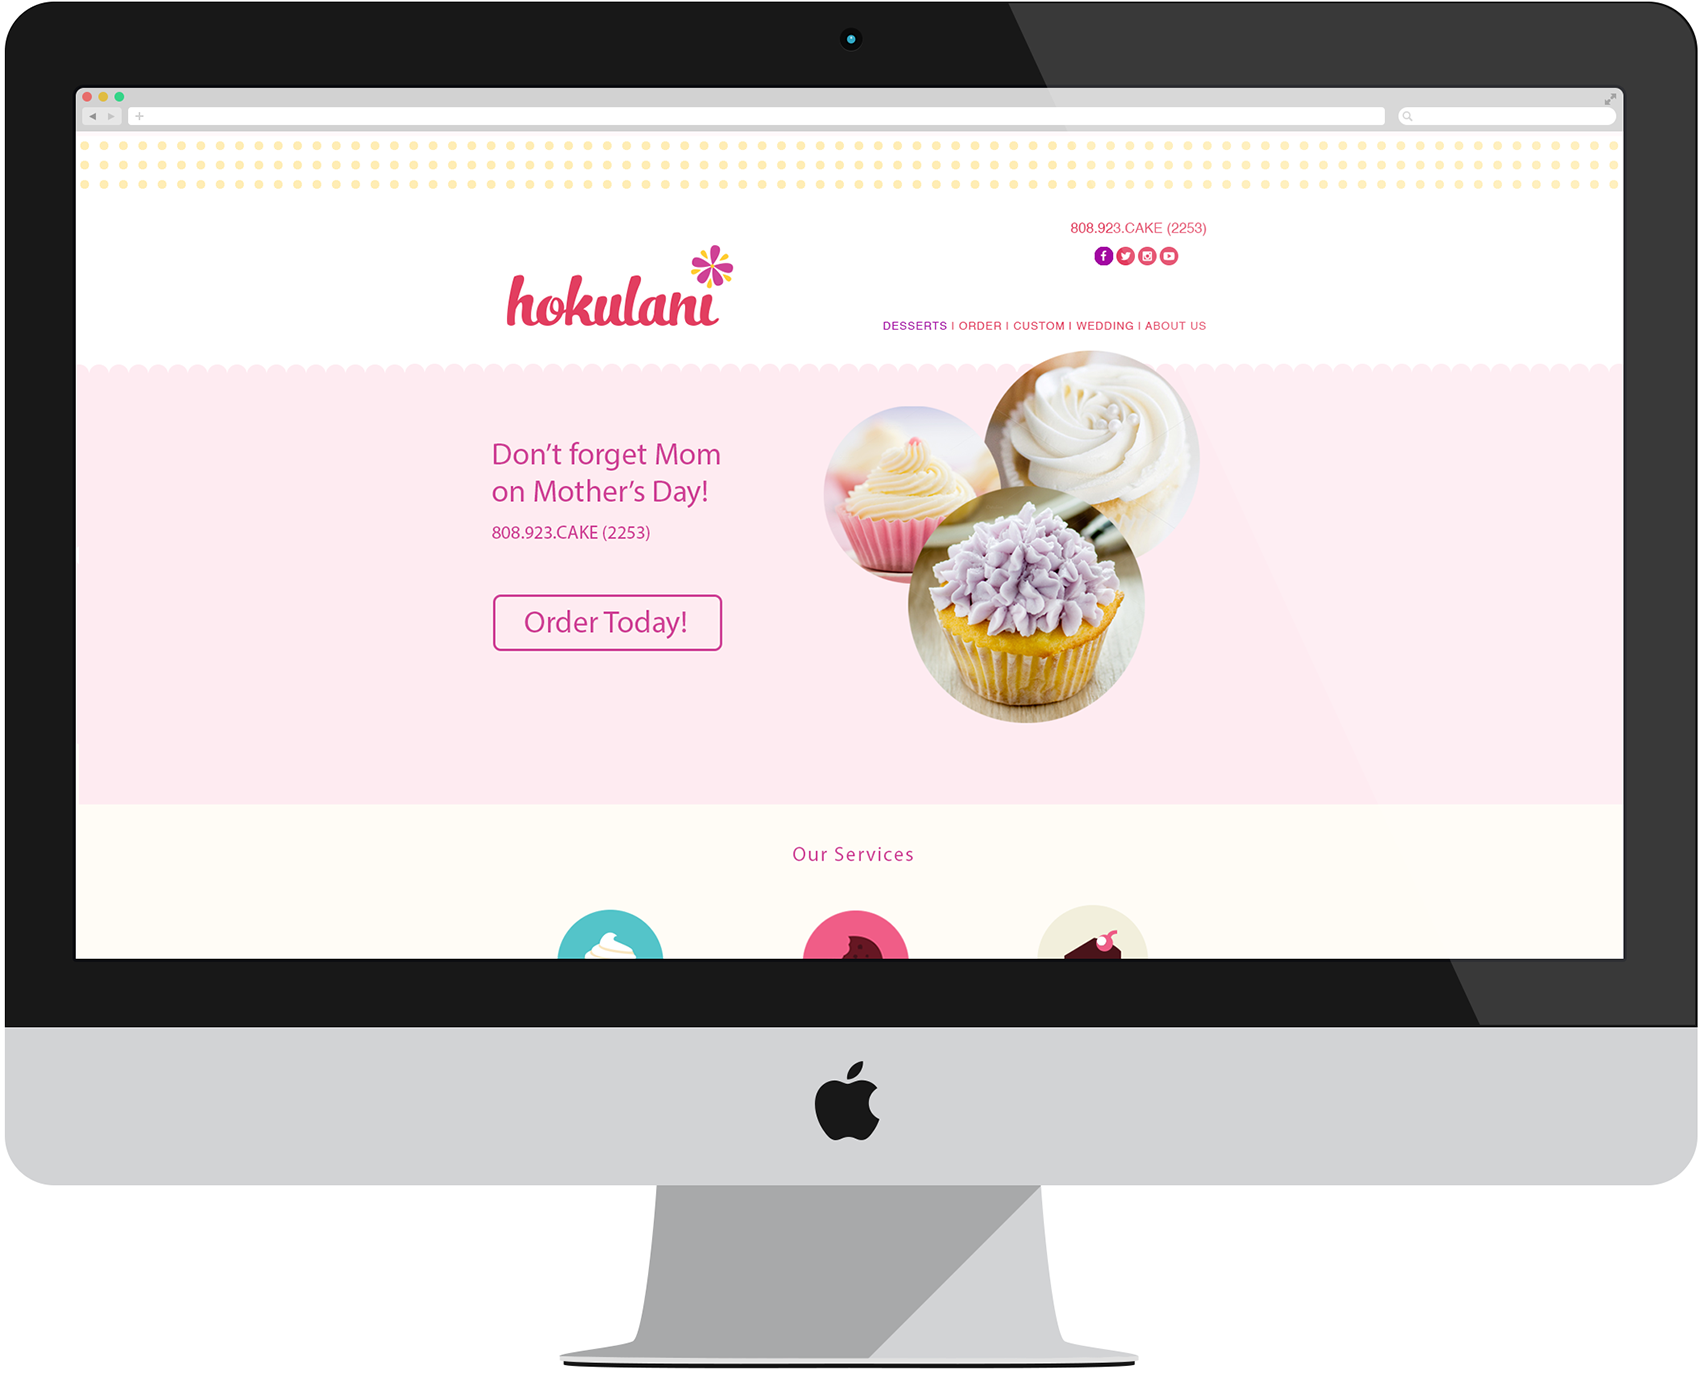 808.923.CAKE (2253)
hokulani
DESSERTS | ORDER | CUSTOM | WEDDING | ABOUT US
Don't forget Mom
on Mother's Day!
808.923.CAKE (2253)
Order Today!
Our Services